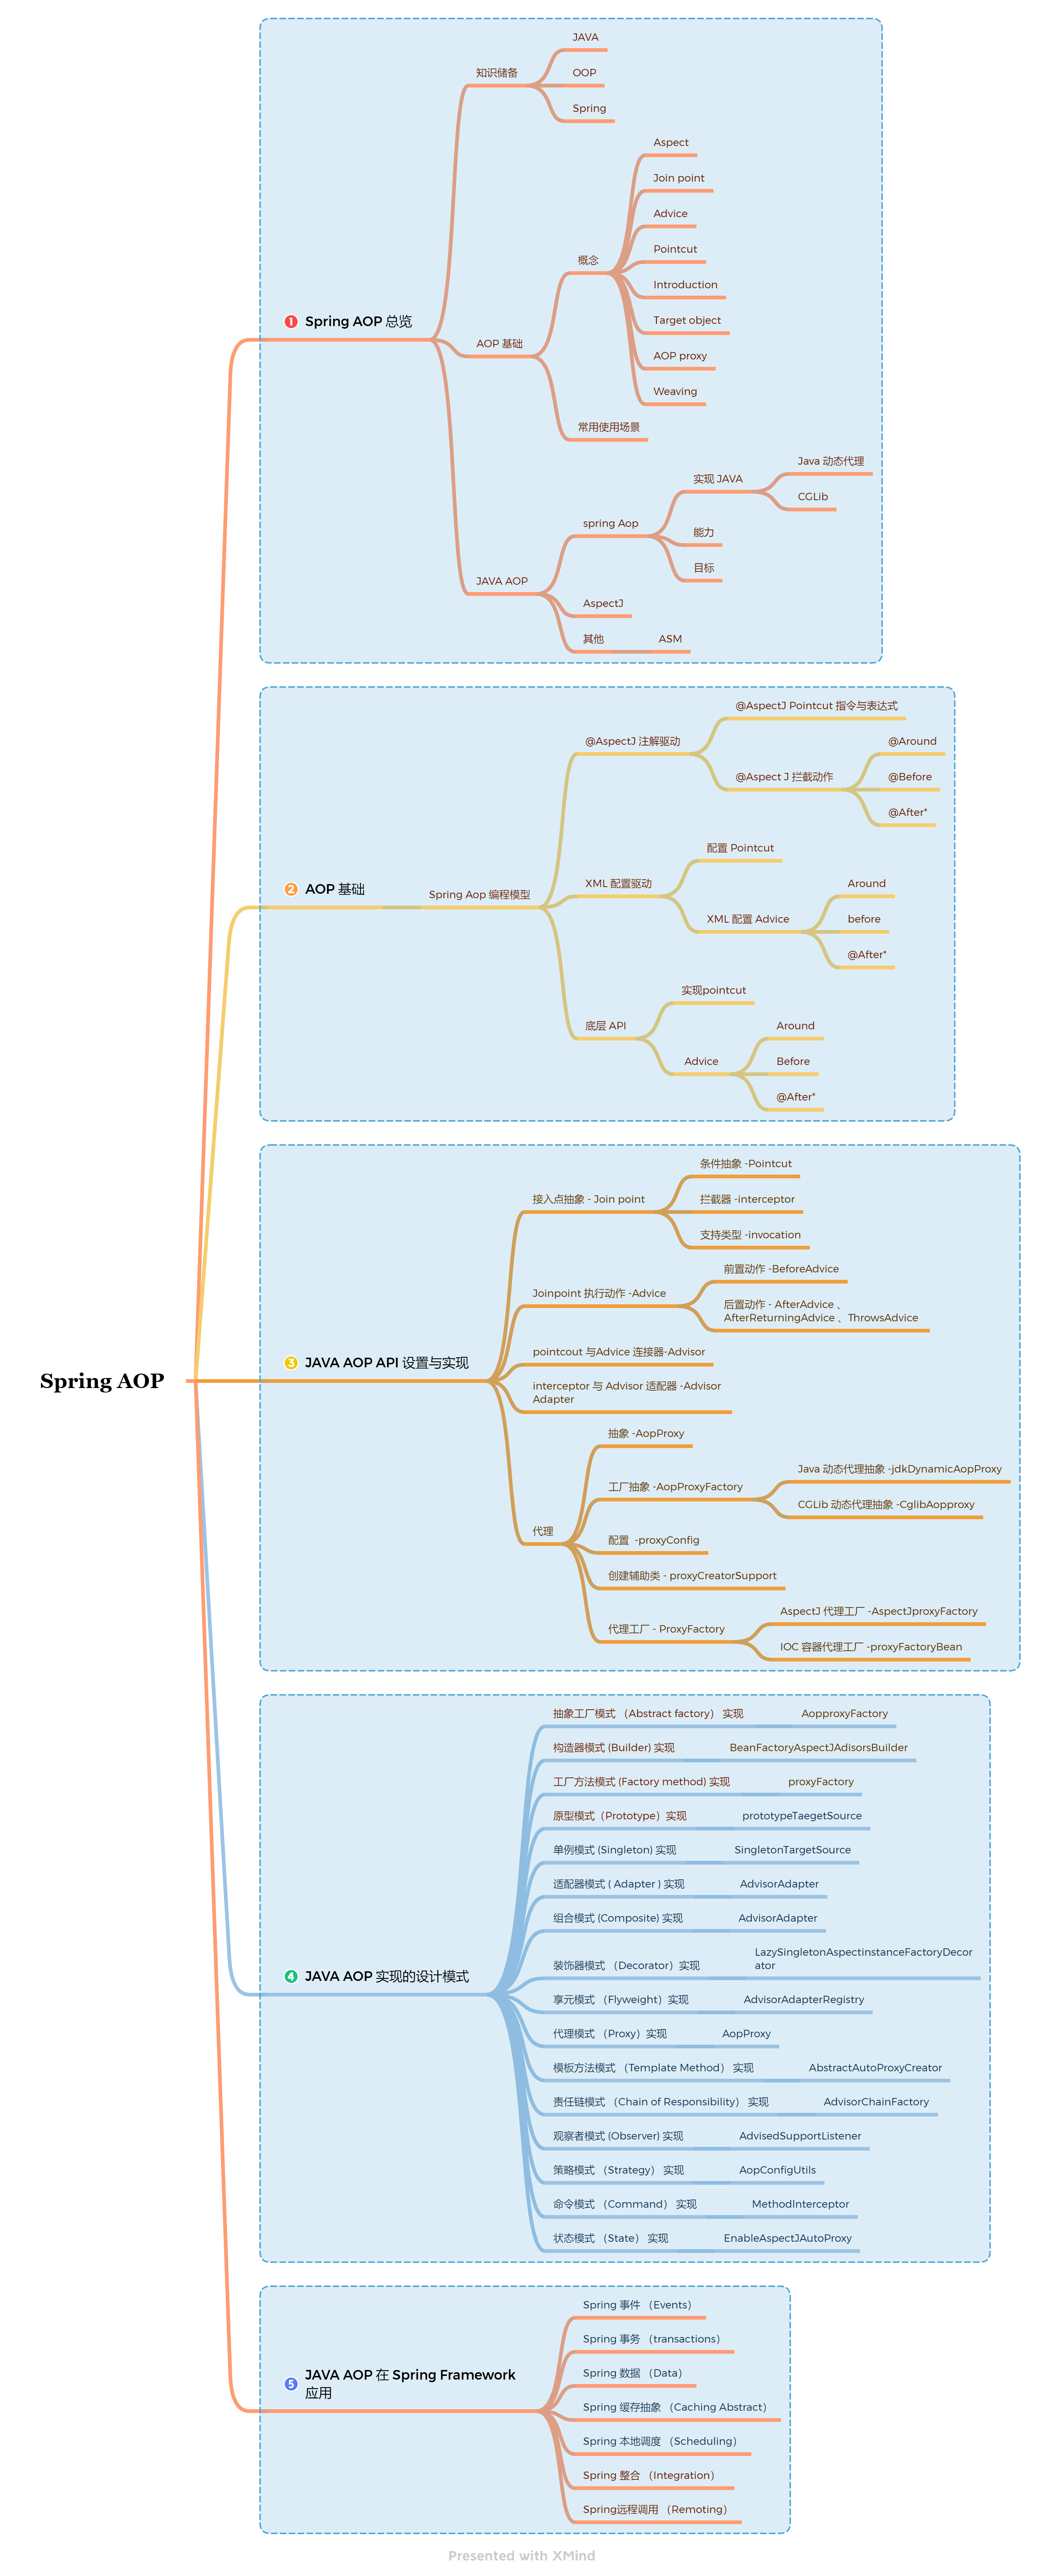 Spring AOP
❶ Spring AOP 总览
知识储备
JAVA
OOP
Spring
AOP 基础
概念
Aspect
Join point
Advice
Pointcut
Introduction
Target object
AOP proxy
Weaving
常用使用场景
JAVA AOP
spring Aop
实现 JAVA
Java 动态代理
CGLib
能力
目标
AspectJ
其他
ASM
❷ AOP 基础
Spring Aop 编程模型
@AspectJ 注解驱动
@AspectJ Pointcut 指令与表达式
@Aspect J 拦截动作
@Around
@Before
@After*
XML 配置驱动
配置 Pointcut
XML 配置 Advice
Around
before
@After*
底层 API
实现pointcut
Advice
Around
Before
@After*
❸ JAVA AOP API 设置与实现
接入点抽象 - Join point
条件抽象 -Pointcut
拦截器 -interceptor
支持类型 -invocation
Joinpoint 执行动作 -Advice
前置动作 -BeforeAdvice
后置动作 - AfterAdvice 、
AfterReturningAdvice 、ThrowsAdvice
pointcout 与Advice 连接器-Advisor
interceptor 与 Advisor 适配器 -Advisor
Adapter
代理
抽象 -AopProxy
工厂抽象 -AopProxyFactory
Java 动态代理抽象 -jdkDynamicAopProxy
CGLib 动态代理抽象 -CglibAopproxy
配置 -proxyConfig
创建辅助类 - proxyCreatorSupport
代理工厂 - ProxyFactory
AspectJ 代理工厂 -AspectJproxyFactory
IOC 容器代理工厂 -proxyFactoryBean
❹ JAVA AOP 实现的设计模式
抽象工厂模式 （Abstract factory） 实现
AopproxyFactory
构造器模式 (Builder) 实现
BeanFactoryAspectJAdisorsBuilder
工厂方法模式 (Factory method) 实现
proxyFactory
原型模式（Prototype）实现
prototypeTaegetSource
单例模式 (Singleton) 实现
SingletonTargetSource
适配器模式 ( Adapter ) 实现
AdvisorAdapter
组合模式 (Composite) 实现
AdvisorAdapter
装饰器模式 （Decorator）实现
LazySingletonAspectinstanceFactoryDecor
ator
享元模式 （Flyweight）实现
AdvisorAdapterRegistry
代理模式 （Proxy）实现
AopProxy
模板方法模式 （Template Method） 实现
AbstractAutoProxyCreator
责任链模式 （Chain of Responsibility） 实现
AdvisorChainFactory
观察者模式 (Observer) 实现
AdvisedSupportListener
策略模式 （Strategy） 实现
AopConfigUtils
命令模式 （Command） 实现
MethodInterceptor
状态模式 （State） 实现
EnableAspectJAutoProxy
❺ JAVA AOP 在 Spring Framework
应用
Spring 事件 （Events）
Spring 事务 （transactions）
Spring 数据 （Data）
Spring 缓存抽象 （Caching Abstract）
Spring 本地调度 （Scheduling）
Spring 整合 （Integration）
Spring远程调用 （Remoting）
Presented with XMind